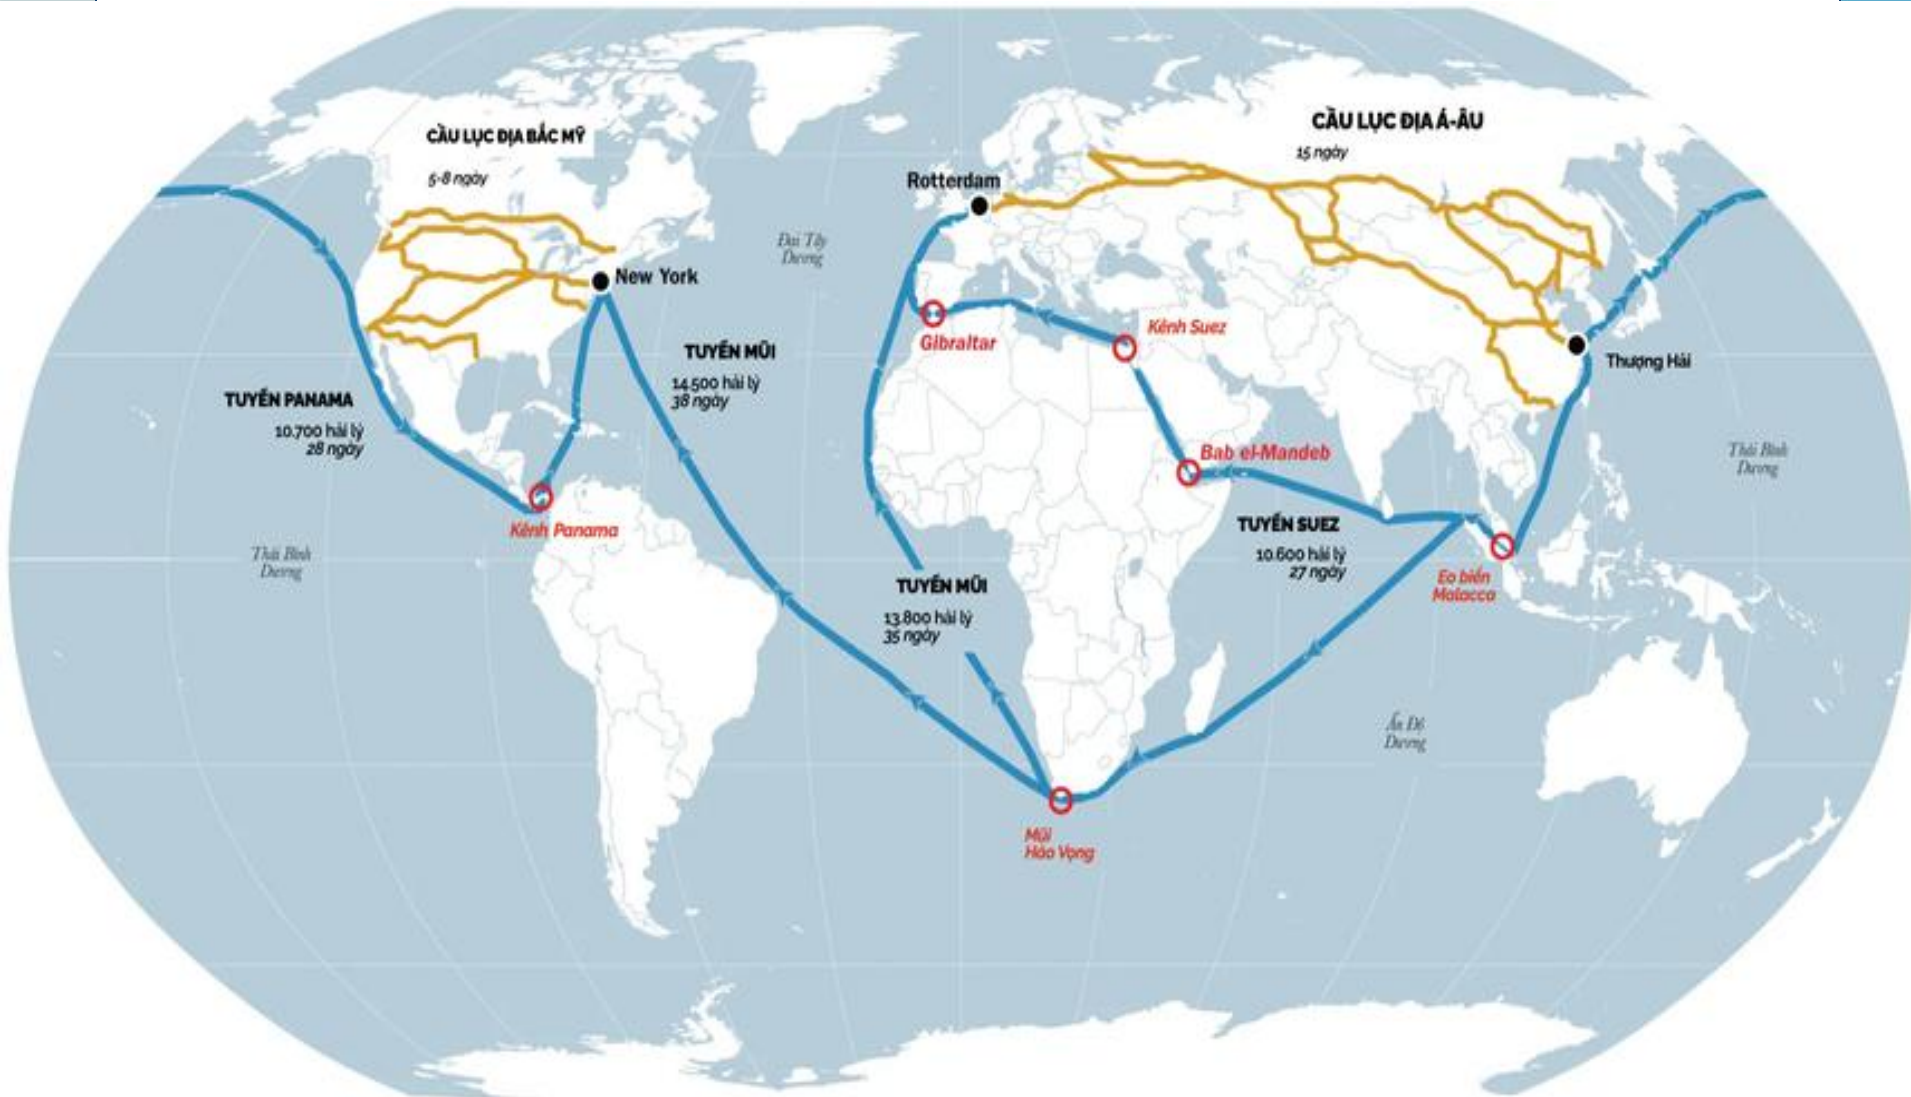 CẦU LỤC ĐỊA BẮC MỸ
5-8 ngày
CẦU LỤC ĐỊA Á-ÂU
15 ngày
Rotterdam
Đại Tây
Dương
New York
Gibraltar
Kênh Suez
Thượng Hải
TUYẾN MŨI
14.500 hải lý
38 ngày
TUYẾN PANAMA
10.700 hải lý
28 ngày
Bab el-Mandeb
Thái Bình
Dương
Kênh Panama
TUYẾN SUEZ
10.600 hải lý
27 ngày
Thái Bình
Dương
TUYẾN MŨI
13.800 hải lý
35 ngày
Eo biển
Malacca
Ấn Độ
Dương
Mũi
Hảo Vọng